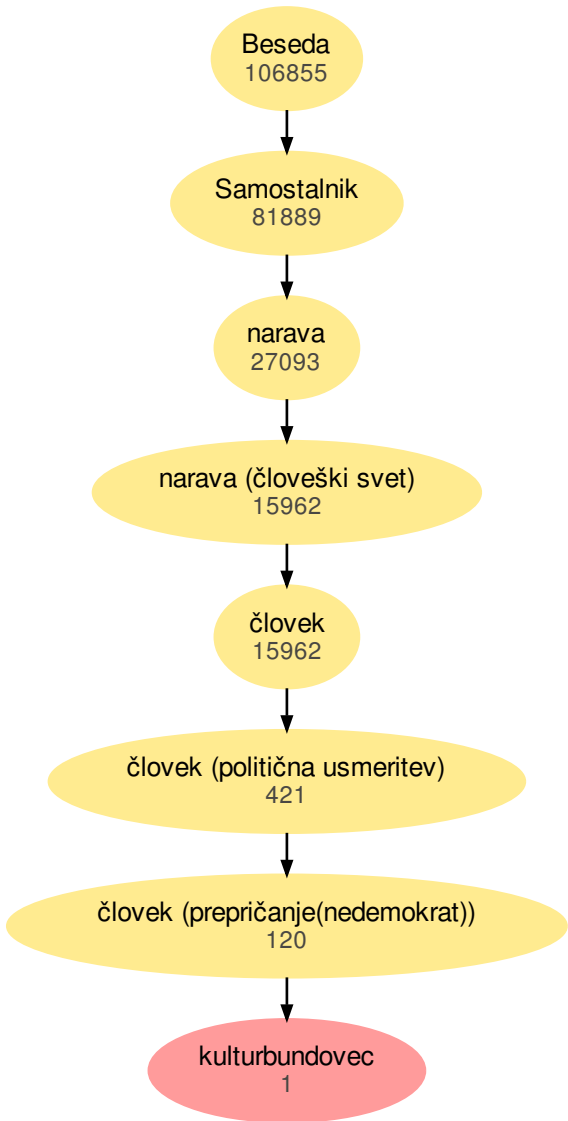 Beseda
106855
Samostalnik
81889
narava
27093
narava (človeški svet)
15962
človek
15962
človek (politična usmeritev)
421
človek (prepričanje(nedemokrat))
120
kulturbundovec
1